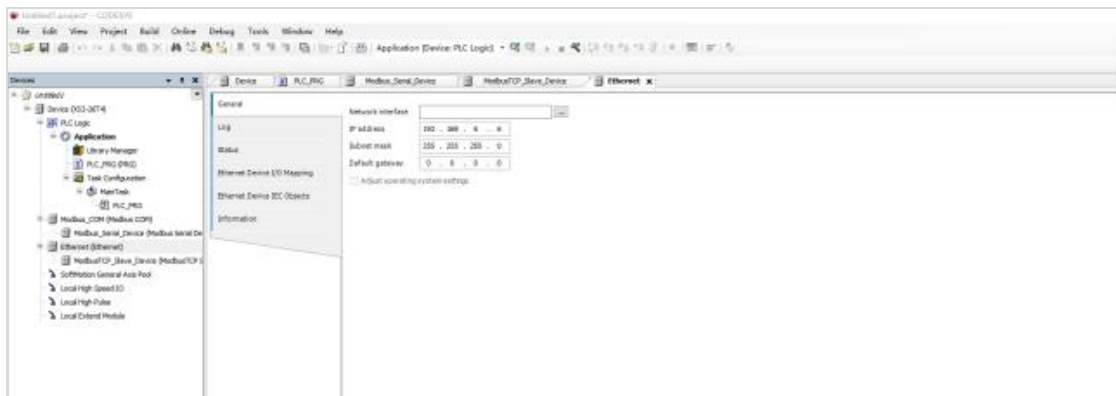 Untitled1.project* - CODESYS
File Edit View Project Build Online Debug Tools Window Help
Application [Device: PLC Logic]
Devices
Device
PLC_PRG
Modbus_Serial_Device
ModbusTCP_Slave_Device
Ethernet
Untitled1
Device (XS3-26T4)
PLC Logic
Application
Library Manager
PLC_PRG (PRG)
Task Configuration
MainTask
PLC_PRG
Modbus_COM (Modbus COM)
Modbus_Serial_Device (Modbus Serial De
Ethernet (Ethernet)
ModbusTCP_Slave_Device (ModbusTCP S
SoftMotion General Axis Pool
Local High Speed IO
Local High Pulse
Local Extend Module
General
Log
Status
Ethernet Device I/O Mapping
Ethernet Device IEC Objects
Information
Network interface ...
IP address 192 . 168 . 6 . 6
Subnet mask 255 . 255 . 255 . 0
Default gateway 0 . 0 . 0 . 0
Adjust operating system settings